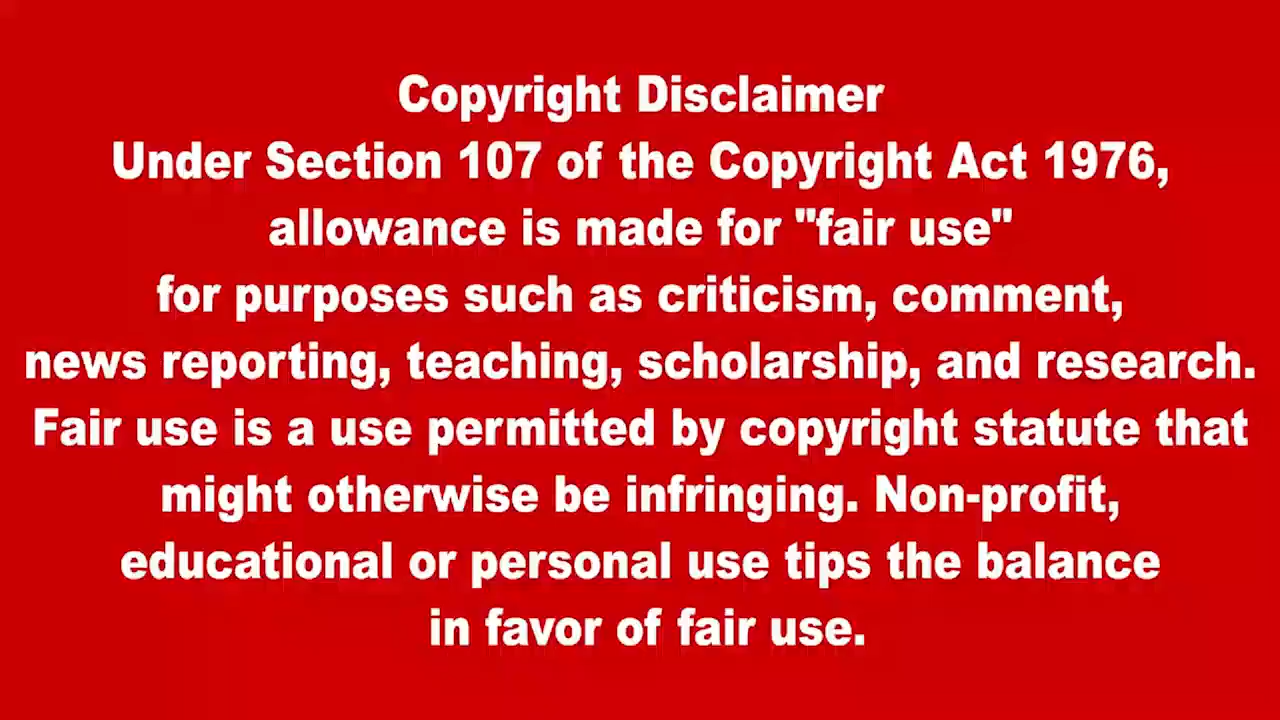 Copyright Disclaimer
Under Section 107 of the Copyright Act 1976,
allowance is made for "fair use"
for purposes such as criticism, comment,
news reporting, teaching, scholarship, and research.
Fair use is a use permitted by copyright statute that
might otherwise be infringing. Non-profit,
educational or personal use tips the balance
in favor of fair use.